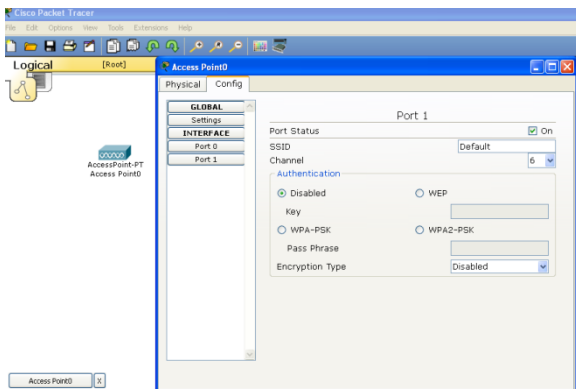 Cisco Packet Tracer
File Edit Options View Tools Extensions Help
Logical [Root]
Access Point0
Physical Config
GLOBAL
Settings
INTERFACE
Port 0
Port 1
Port 1
Port Status On
SSID Default
Channel 6
Authentication
Disabled WEP
Key
WPA-PSK WPA2-PSK
Pass Phrase
Encryption Type Disabled
AccessPoint-PT
Access Point0
Access Point0 X